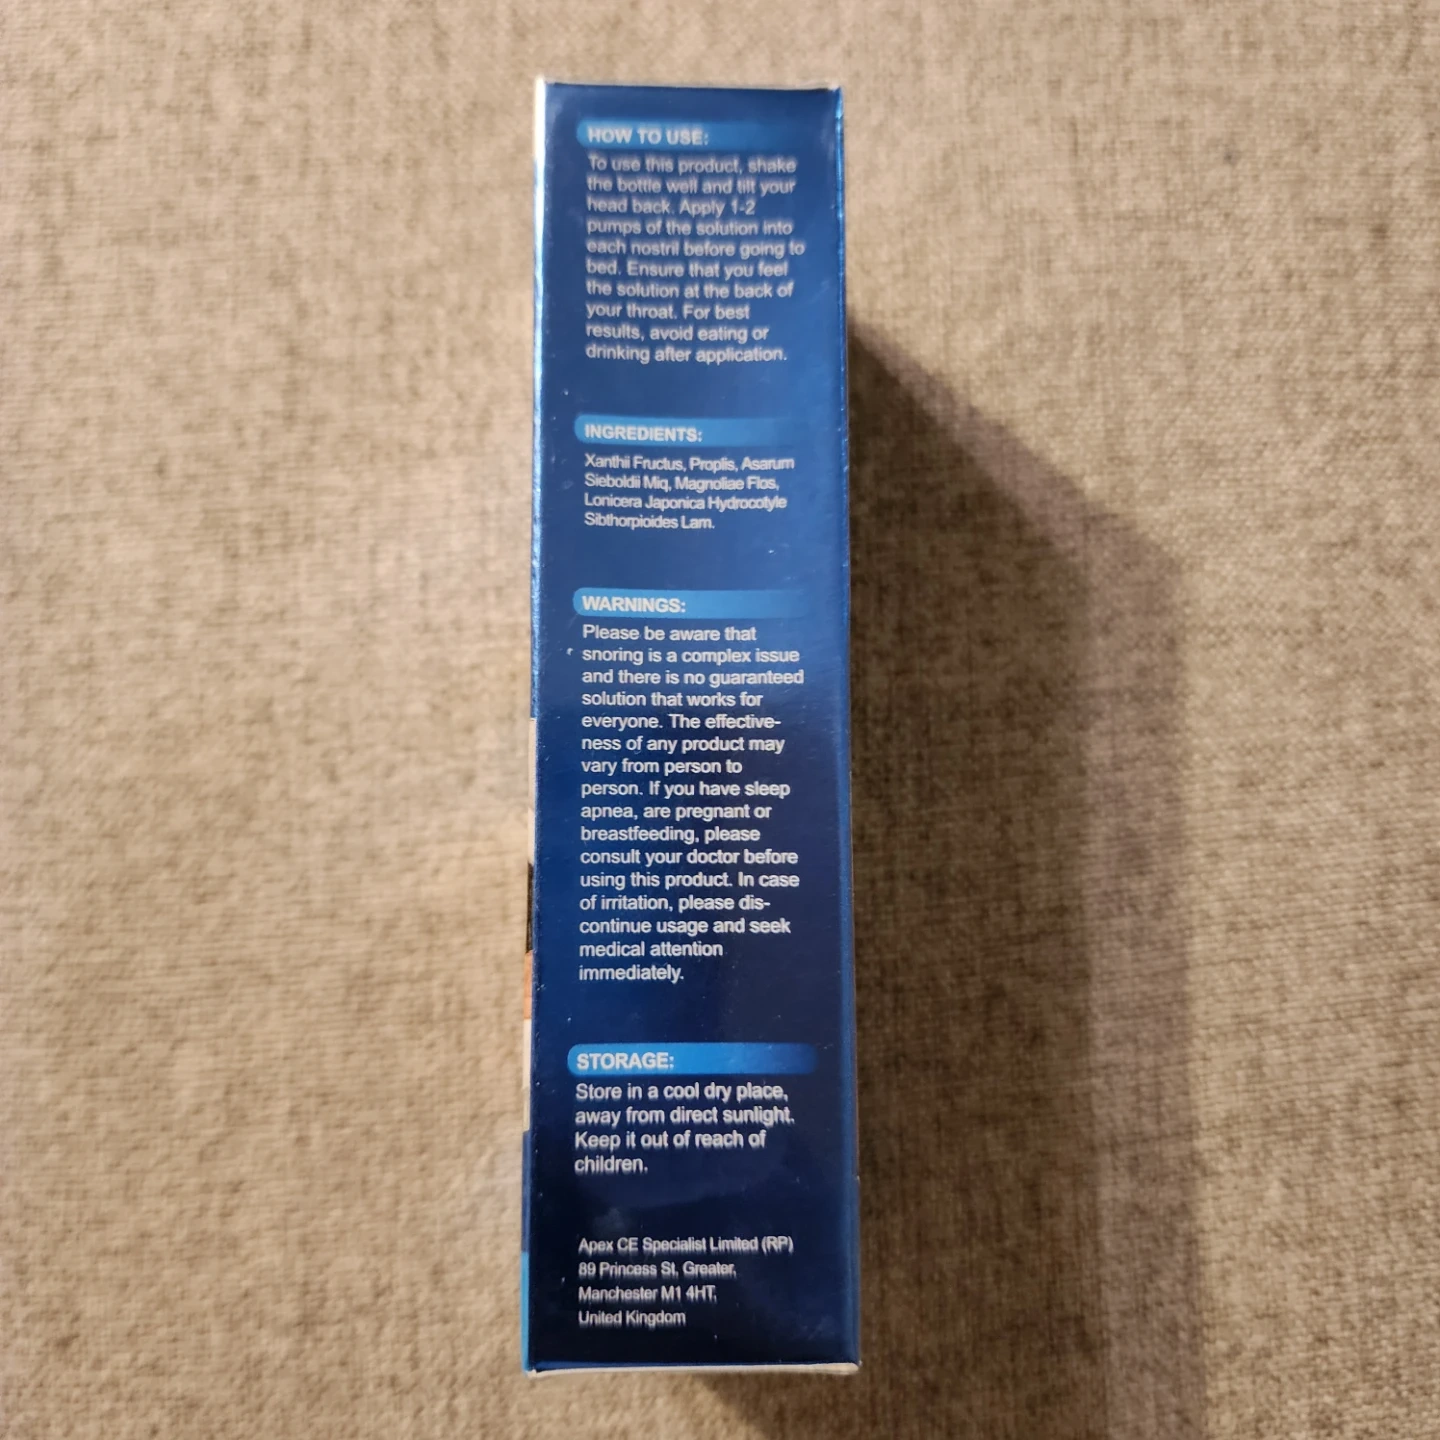 HOW TO USE:
To use this product, shake
the bottle well and tilt your
head back. Apply 1-2
pumps of the solution into
each nostril before going to
bed. Ensure that you feel
the solution at the back of
your throat. For best
results, avoid eating or
drinking after application.
INGREDIENTS:
Xanthii Fructus, Proplis, Asarum
Sieboldii Miq, Magnoliae Flos,
Lonicera Japonica Hydrocotyle
Sibthorpioides Lam.
WARNINGS:
Please be aware that
snoring is a complex issue
and there is no guaranteed
solution that works for
everyone. The effective-
ness of any product may
vary from person to
person. If you have sleep
apnea, are pregnant or
breastfeeding, please
consult your doctor before
using this product. In case
of irritation, please dis-
continue usage and seek
medical attention
immediately.
STORAGE:
Store in a cool dry place,
away from direct sunlight.
Keep it out of reach of
children.
Apex CE Specialist Limited (RP)
89 Princess St, Greater,
Manchester M1 4HT,
United Kingdom